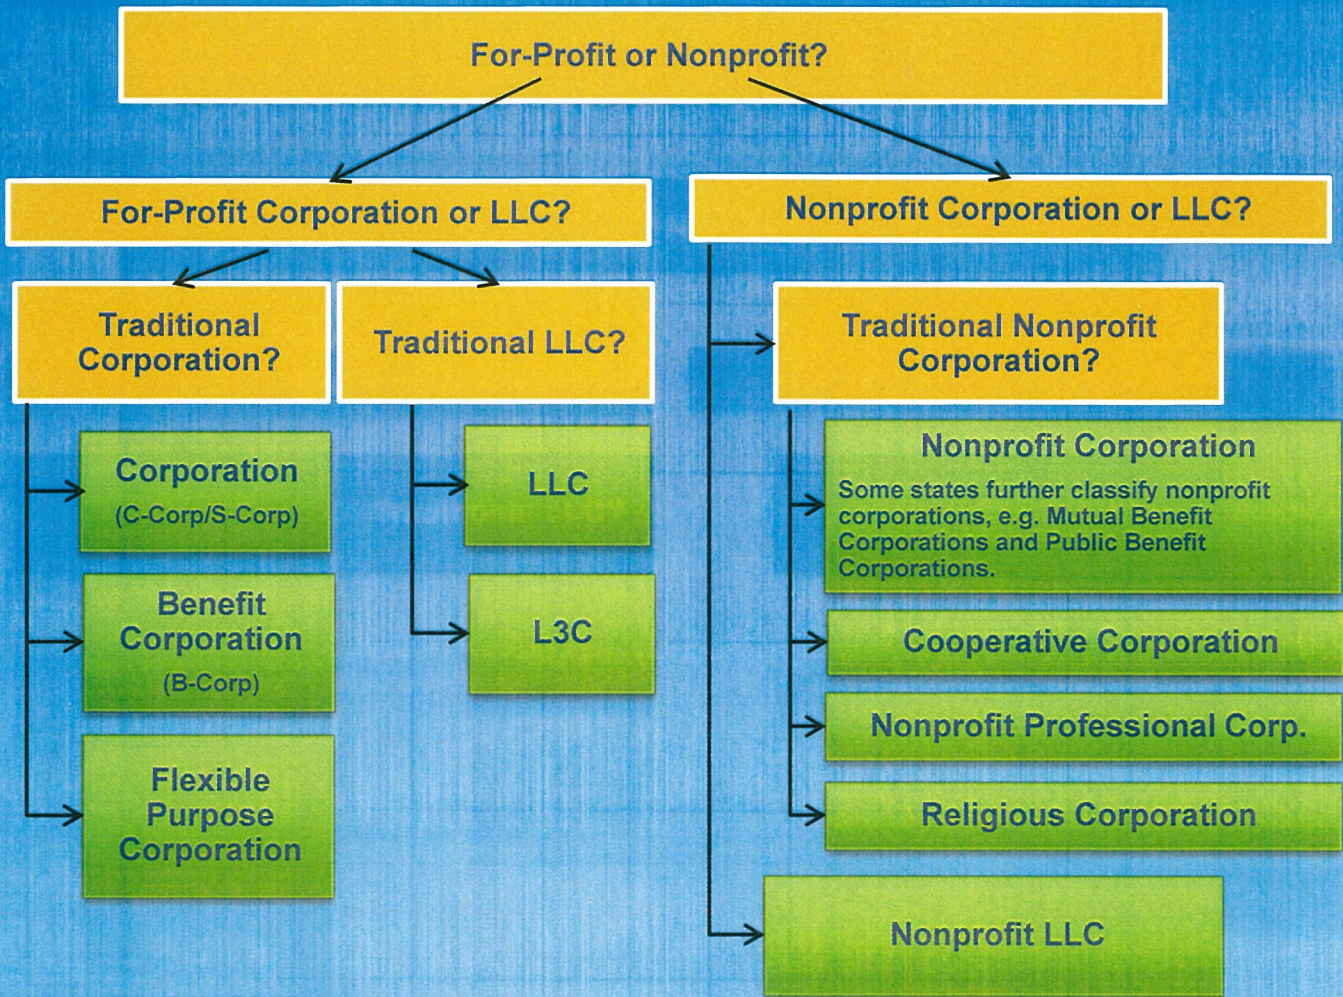 For-Profit or Nonprofit?
For-Profit Corporation or LLC?
Nonprofit Corporation or LLC?
Traditional
Corporation?
Traditional LLC?
Traditional Nonprofit
Corporation?
Corporation
(C-Corp/S-Corp)
Benefit
Corporation
(B-Corp)
Flexible
Purpose
Corporation
LLC
L3C
Nonprofit Corporation
Some states further classify nonprofit
corporations, e.g. Mutual Benefit
Corporations and Public Benefit
Corporations.
Cooperative Corporation
Nonprofit Professional Corp.
Religious Corporation
Nonprofit LLC